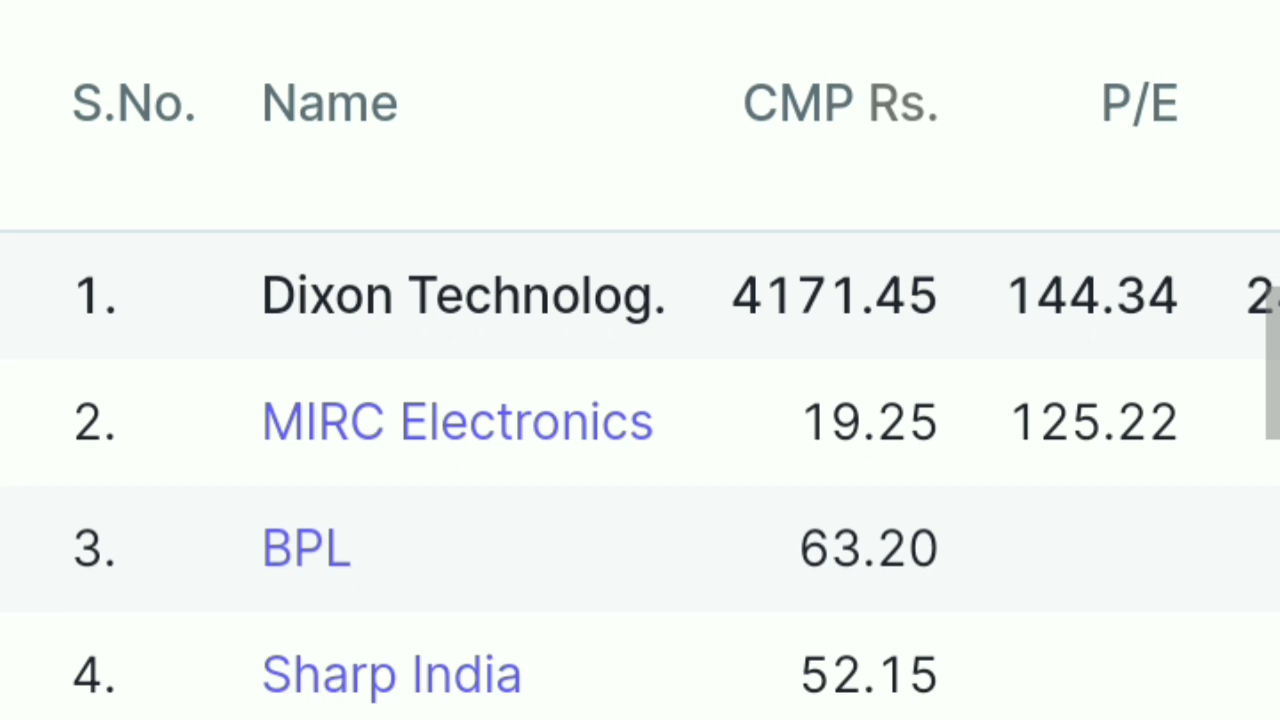 S.No. Name CMP Rs. P/E
1. Dixon Technolog. 4171.45 144.34
2. MIRC Electronics 19.25 125.22
3. BPL 63.20
4. Sharp India 52.15